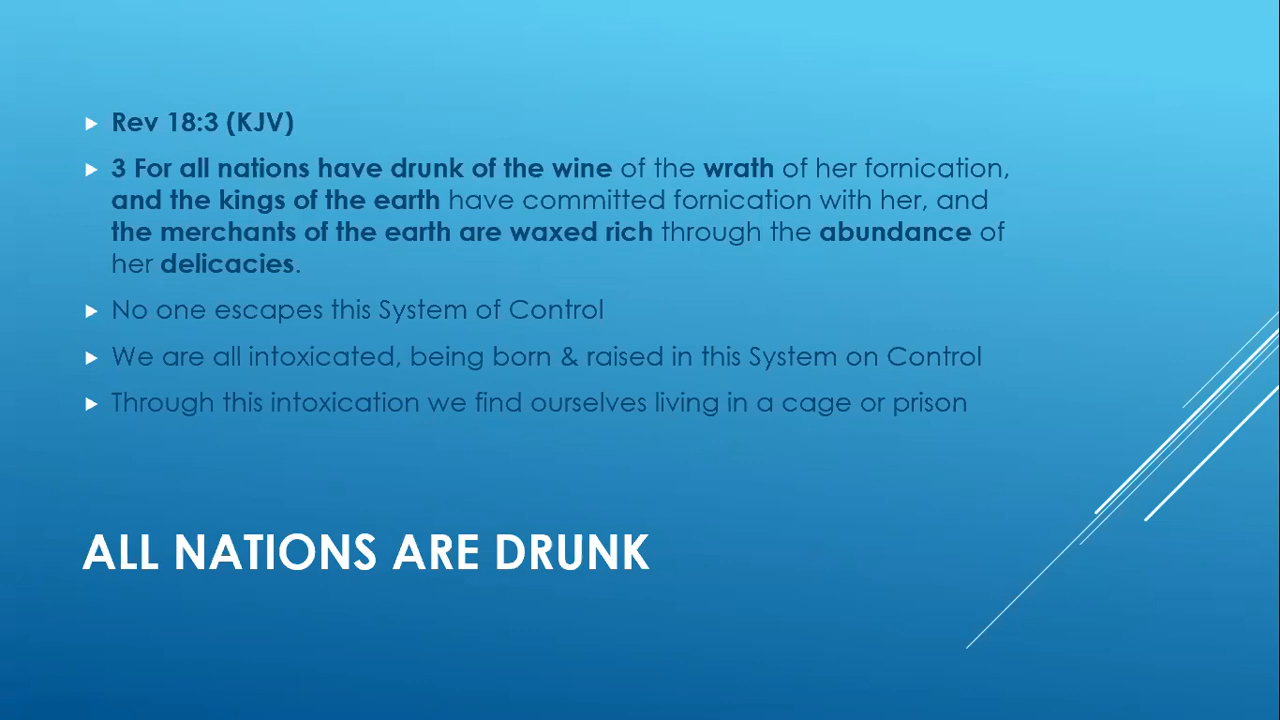 Rev 18:3 (KJV)
3 For all nations have drunk of the wine of the wrath of her fornication,
and the kings of the earth have committed fornication with her, and
the merchants of the earth are waxed rich through the abundance of
her delicacies.
No one escapes this System of Control
We are all intoxicated, being born & raised in this System on Control
Through this intoxication we find ourselves living in a cage or prison
ALL NATIONS ARE DRUNK